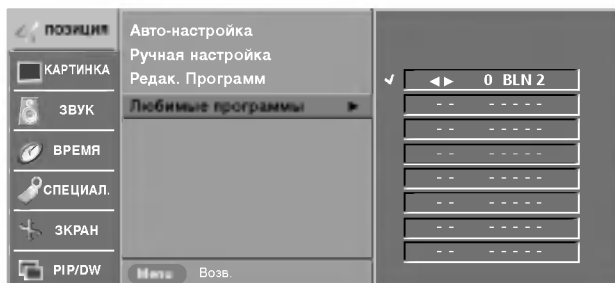 позиция
КАРТИНКА
ЗВУК
ВРЕМЯ
СПЕЦИАЛ.
ЗКРАН
PIP/DW
Авто-настройка
Ручная настройка
Редак. Программ
Любимые программы
Menu Возв.
0 BLN 2
- - - - - - -
- - - - - - -
- - - - - - -
- - - - - - -
- - - - - - -
- - - - - - -
- - - - - - -